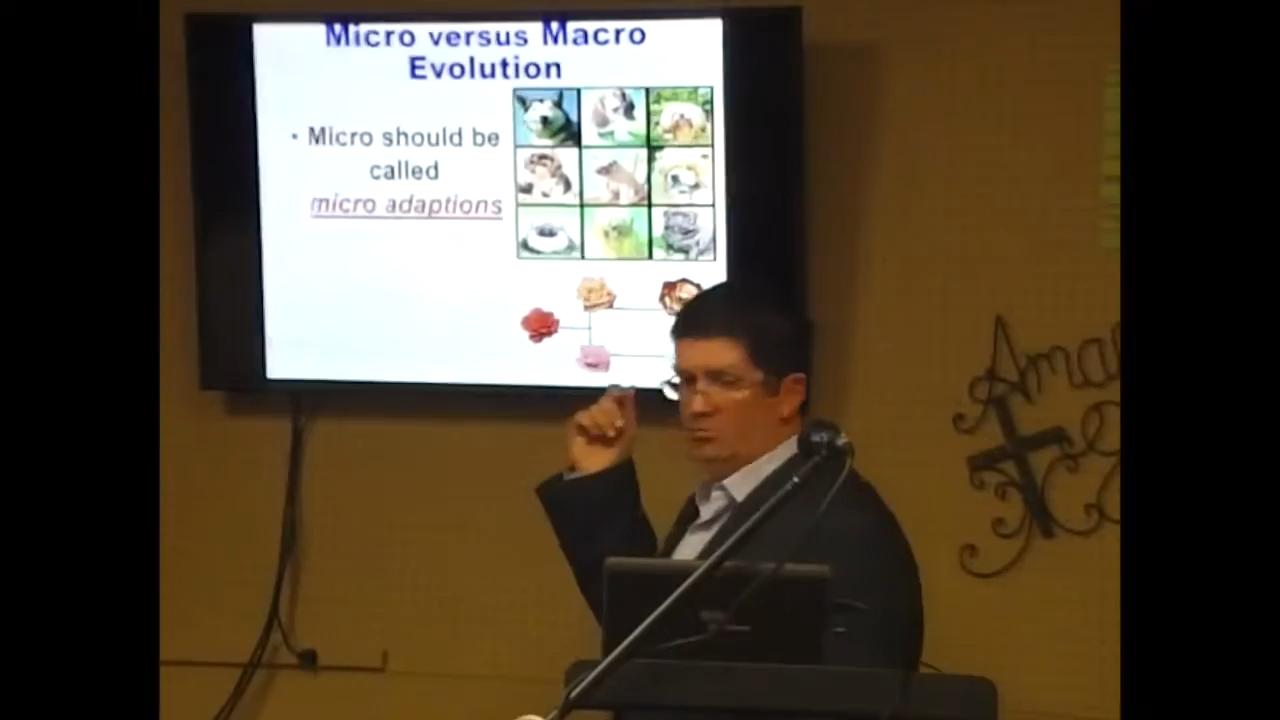 Micro versus Macro
Evolution
• Micro should be
called
micro adaptions